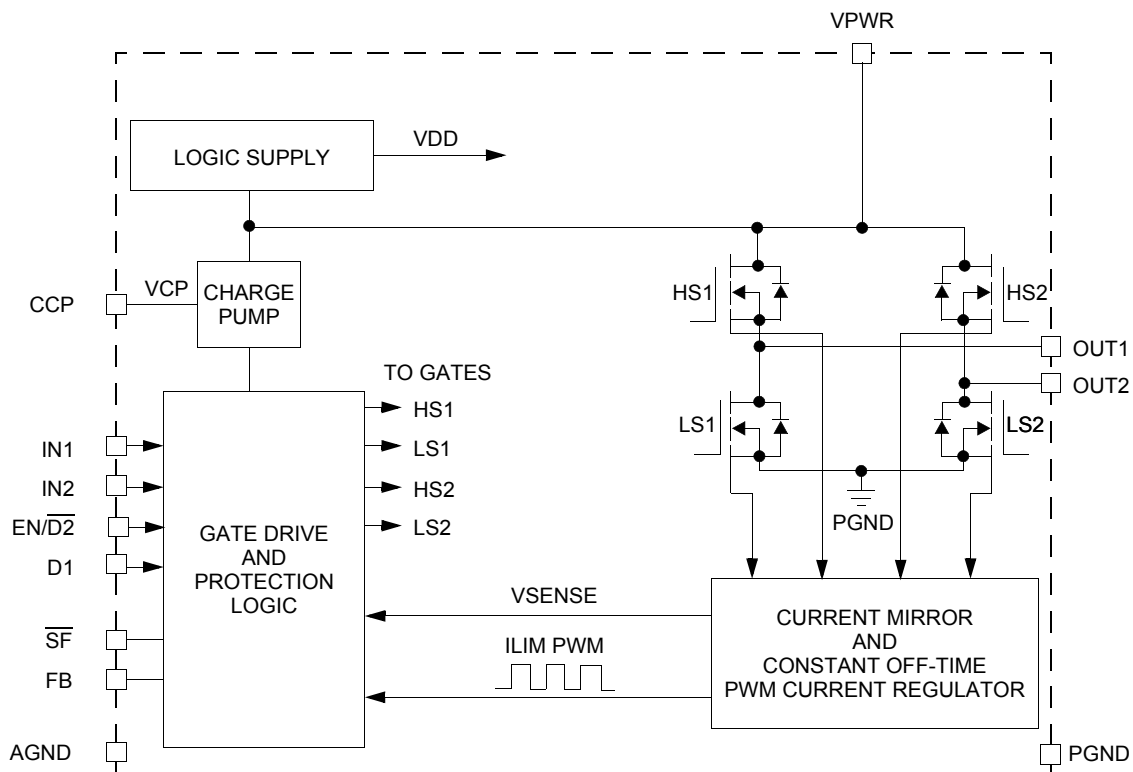 VPWR
LOGIC SUPPLY
VDD
CCP
VCP
CHARGE
PUMP
HS1
HS2
OUT1
OUT2
TO GATES
HS1
LS1
HS2
LS2
LS1
LS2
PGND
IN1
IN2
EN/D2
D1
SF
FB
AGND
GATE DRIVE
AND
PROTECTION
LOGIC
VSENSE
ILIM PWM
CURRENT MIRROR
AND
CONSTANT OFF-TIME
PWM CURRENT REGULATOR
PGND